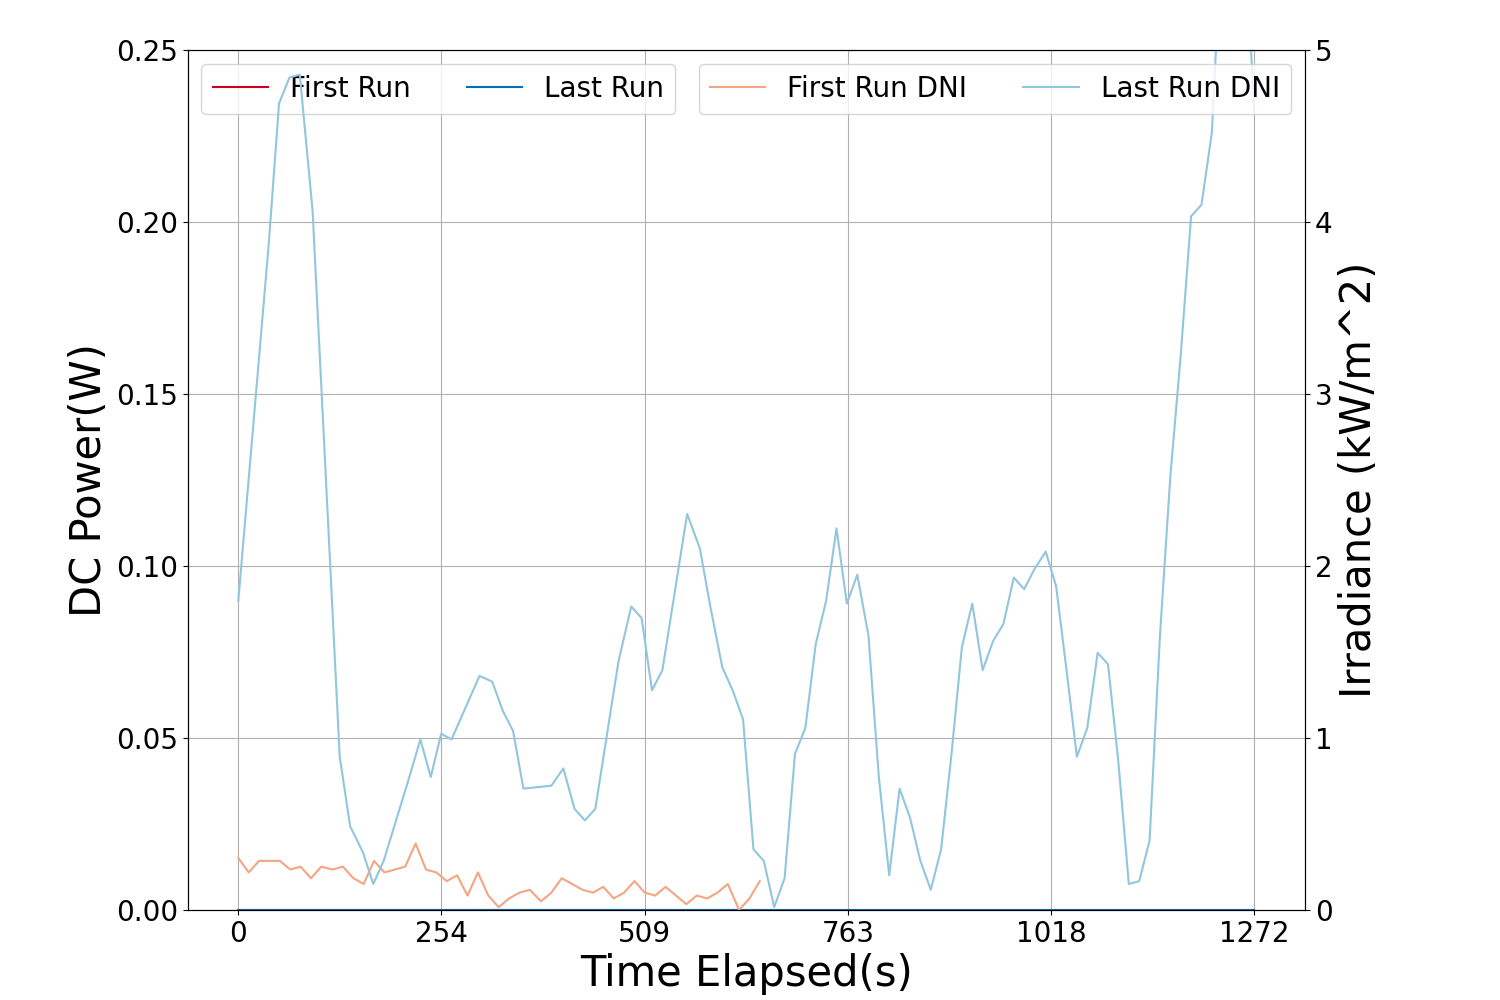 First Run Last Run First Run DNI Last Run DNI
0.25
0.20
0.15
0.10
0.05
0.00
DC Power(W)
5
4
3
2
1
0
Irradiance (kW/m^2)
0 254 509 763 1018 1272
Time Elapsed(s)